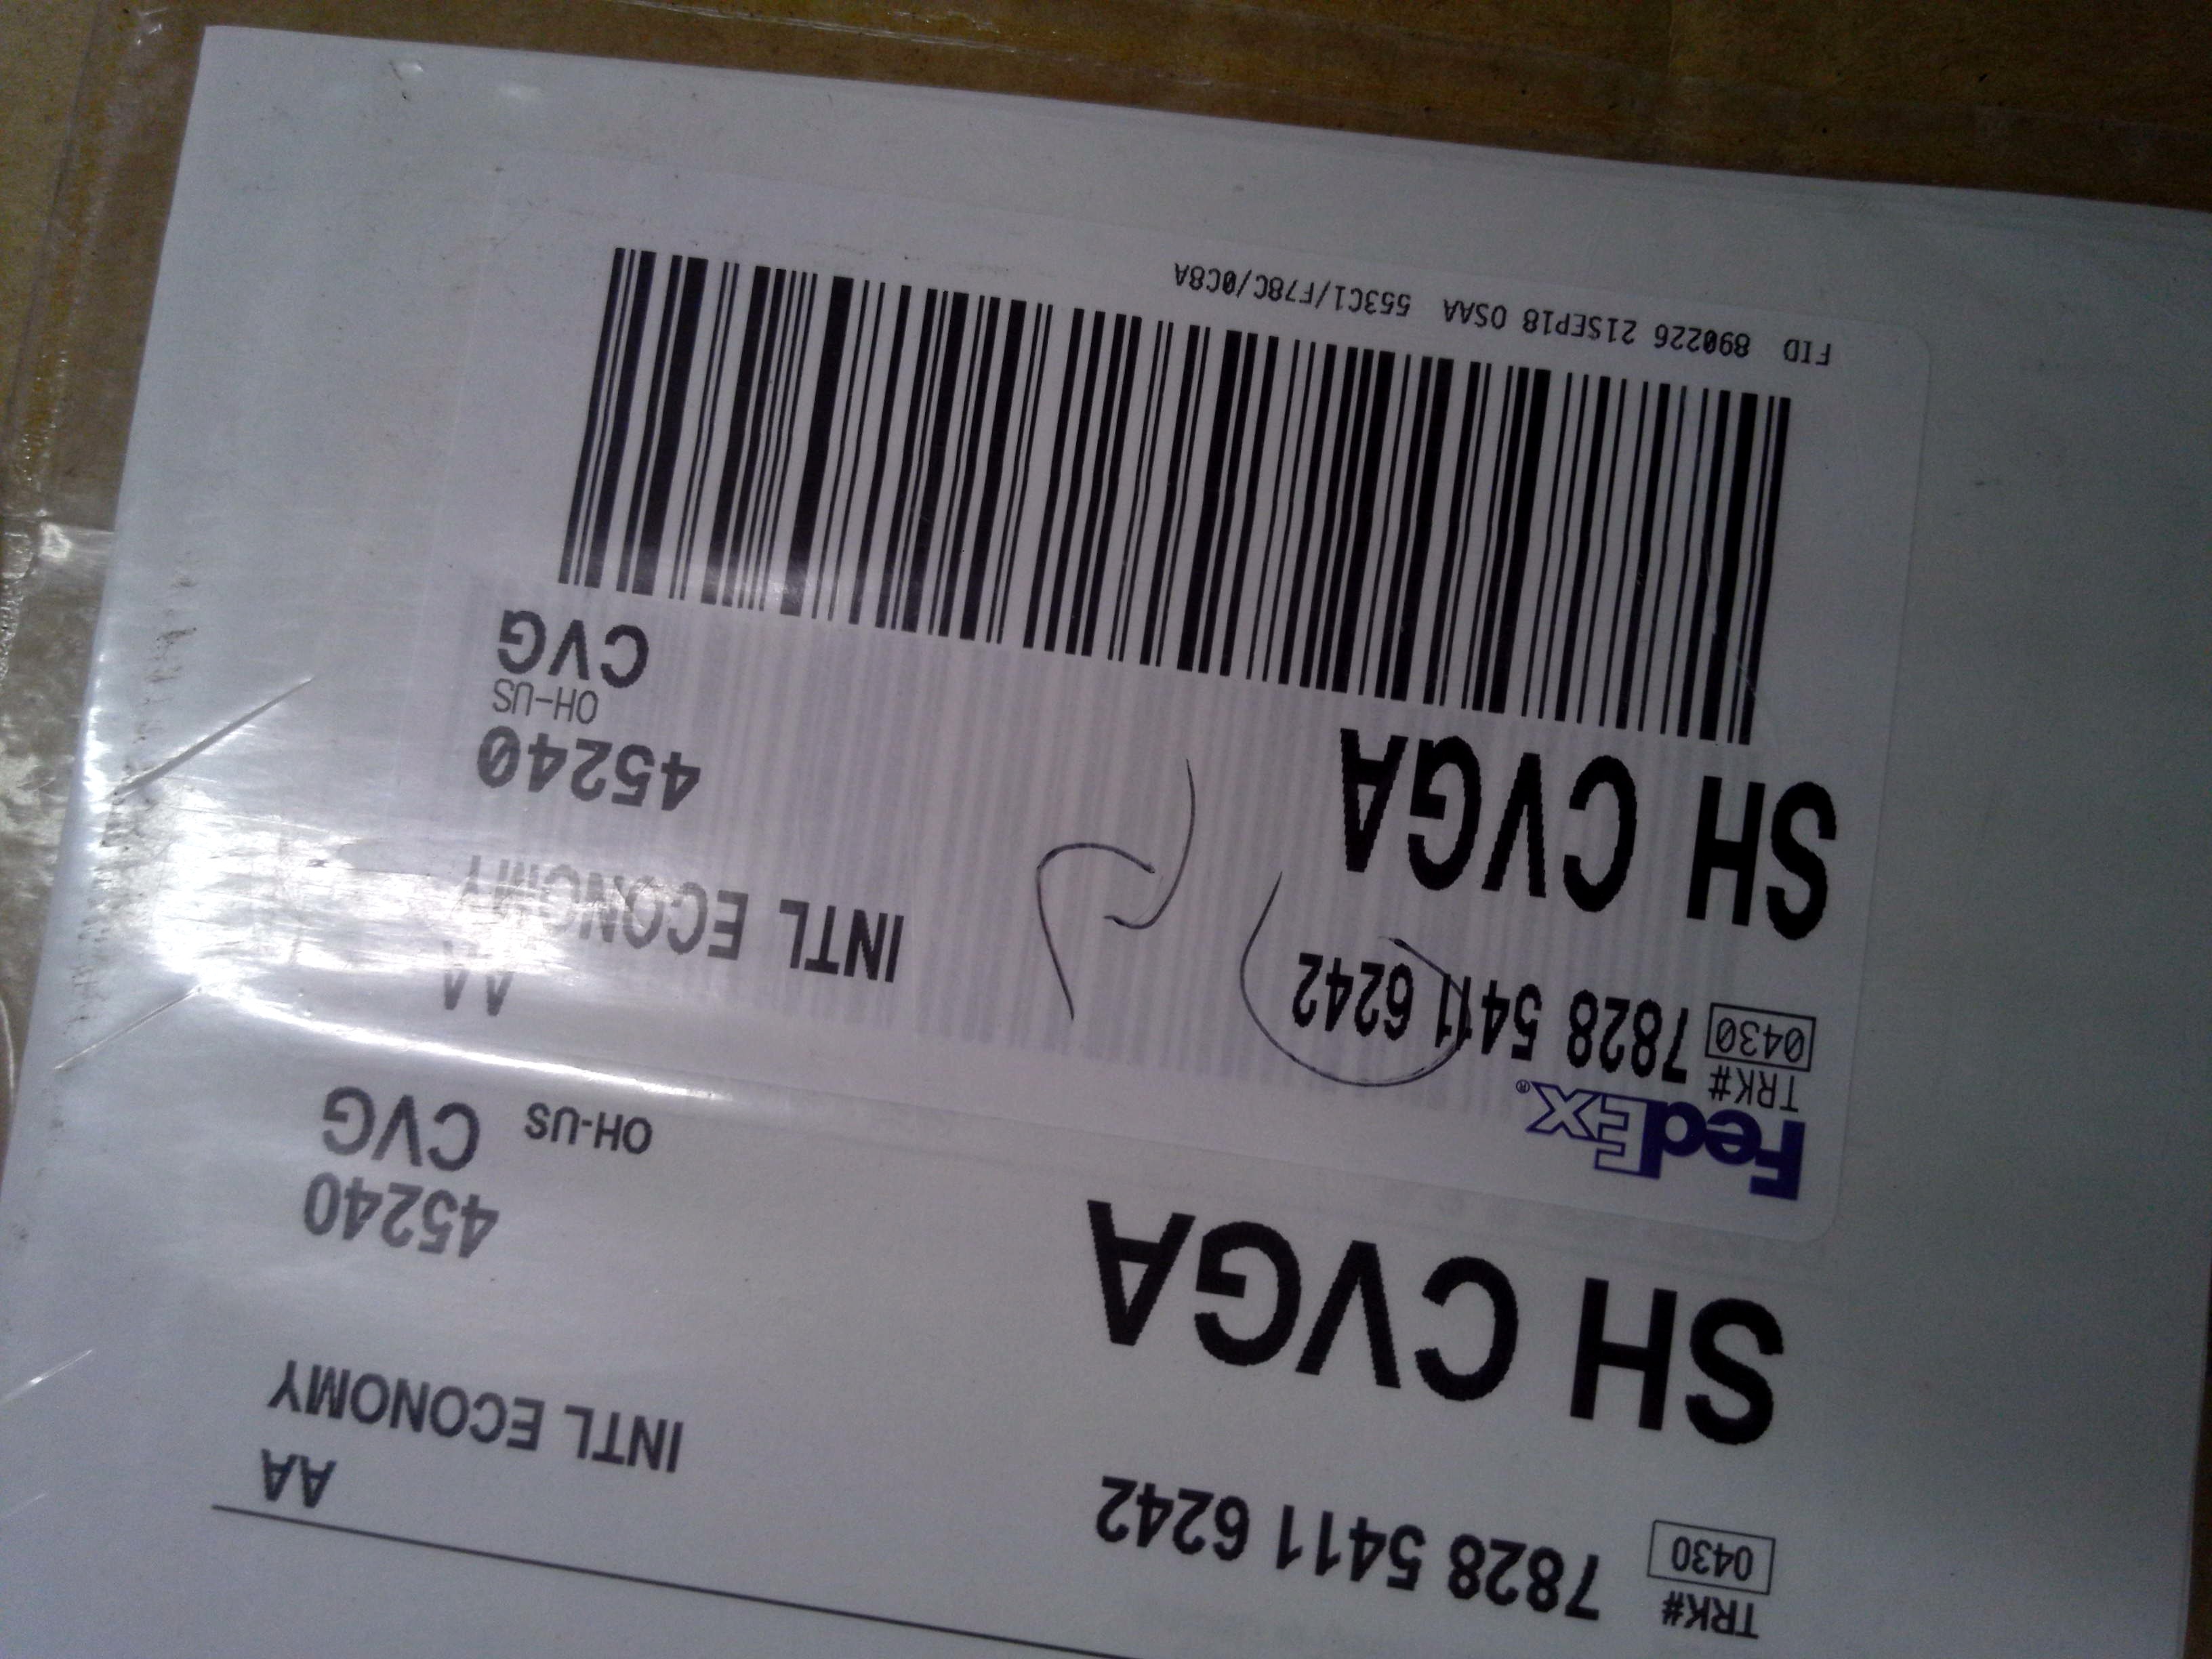 TRK#
0430
7828 5411 6242
AA
INTL ECONOMY
SH CVGA
45240
CVG
OH-US
FedEx®
TRK#
0430
7828 5411 6242
AA
INTL ECONOMY
SH CVGA
45240
OH-US
CVG
FID 890226 21SEP18 OSAA 553C1/F78C/0C8A